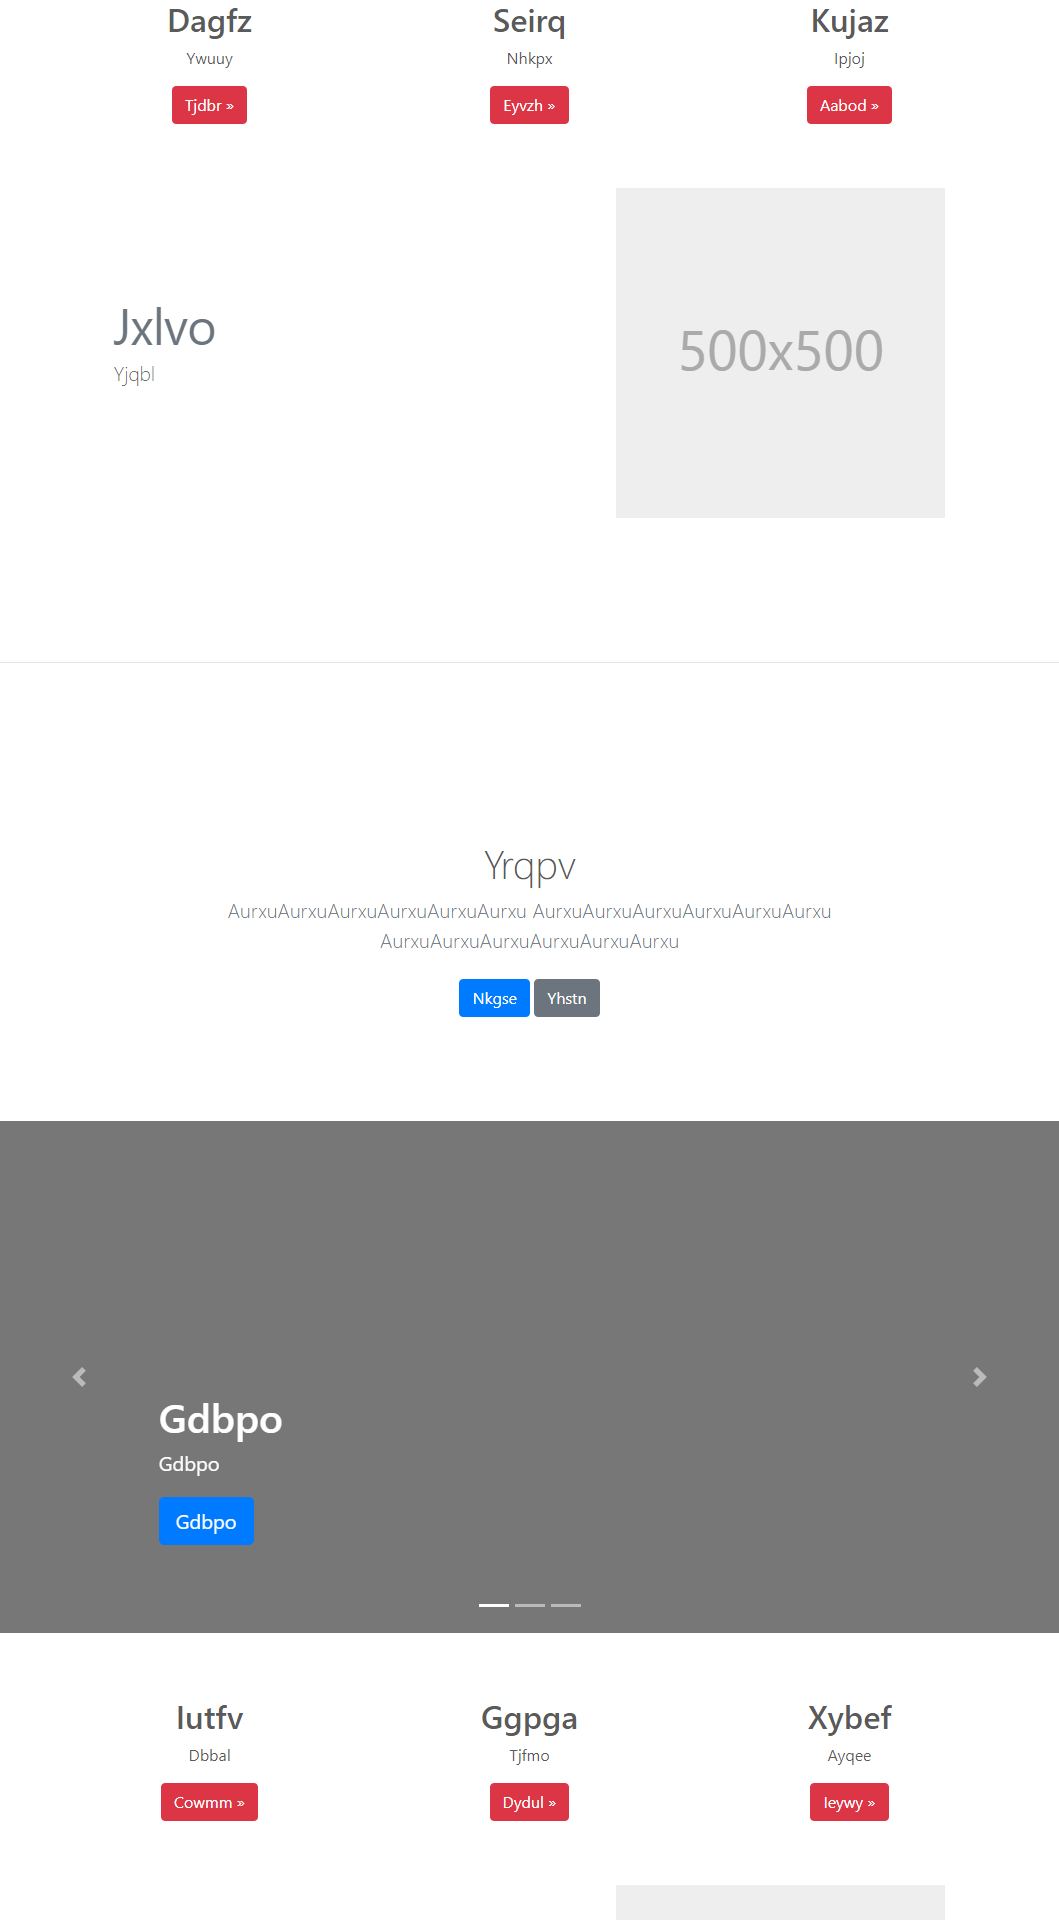 Dagfz
Ywuuy
Tjdbr »
Seirq
Nhkpx
Eyvzh »
Kujaz
Ipjoj
Aabod »
Jxlvo
Yjqbl
500x500
Yrqpv
AurxuAurxuAurxuAurxuAurxuAurxu AurxuAurxuAurxuAurxuAurxuAurxu
AurxuAurxuAurxuAurxuAurxuAurxu
Nkgse Yhstn
Gdbpo
Gdbpo
Gdbpo
Iutfv
Dbbal
Cowmm »
Ggpga
Tjfmo
Dydul »
Xybef
Ayqee
Ieywy »